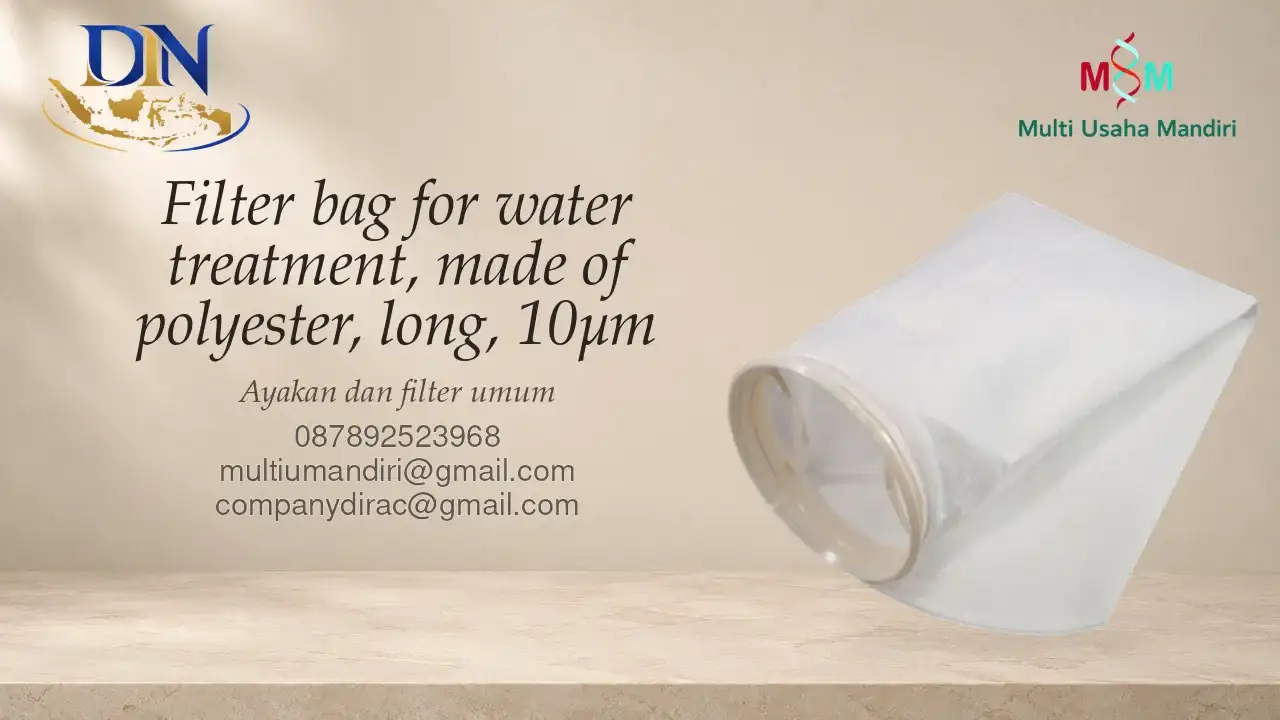 DIN
MSM
Multi Usaha Mandiri
Filter bag for water
treatment, made of
polyester, long, 10µm
Ayakan dan filter umum
087892523968
multiumandiri@gmail.com
companydirac@gmail.com